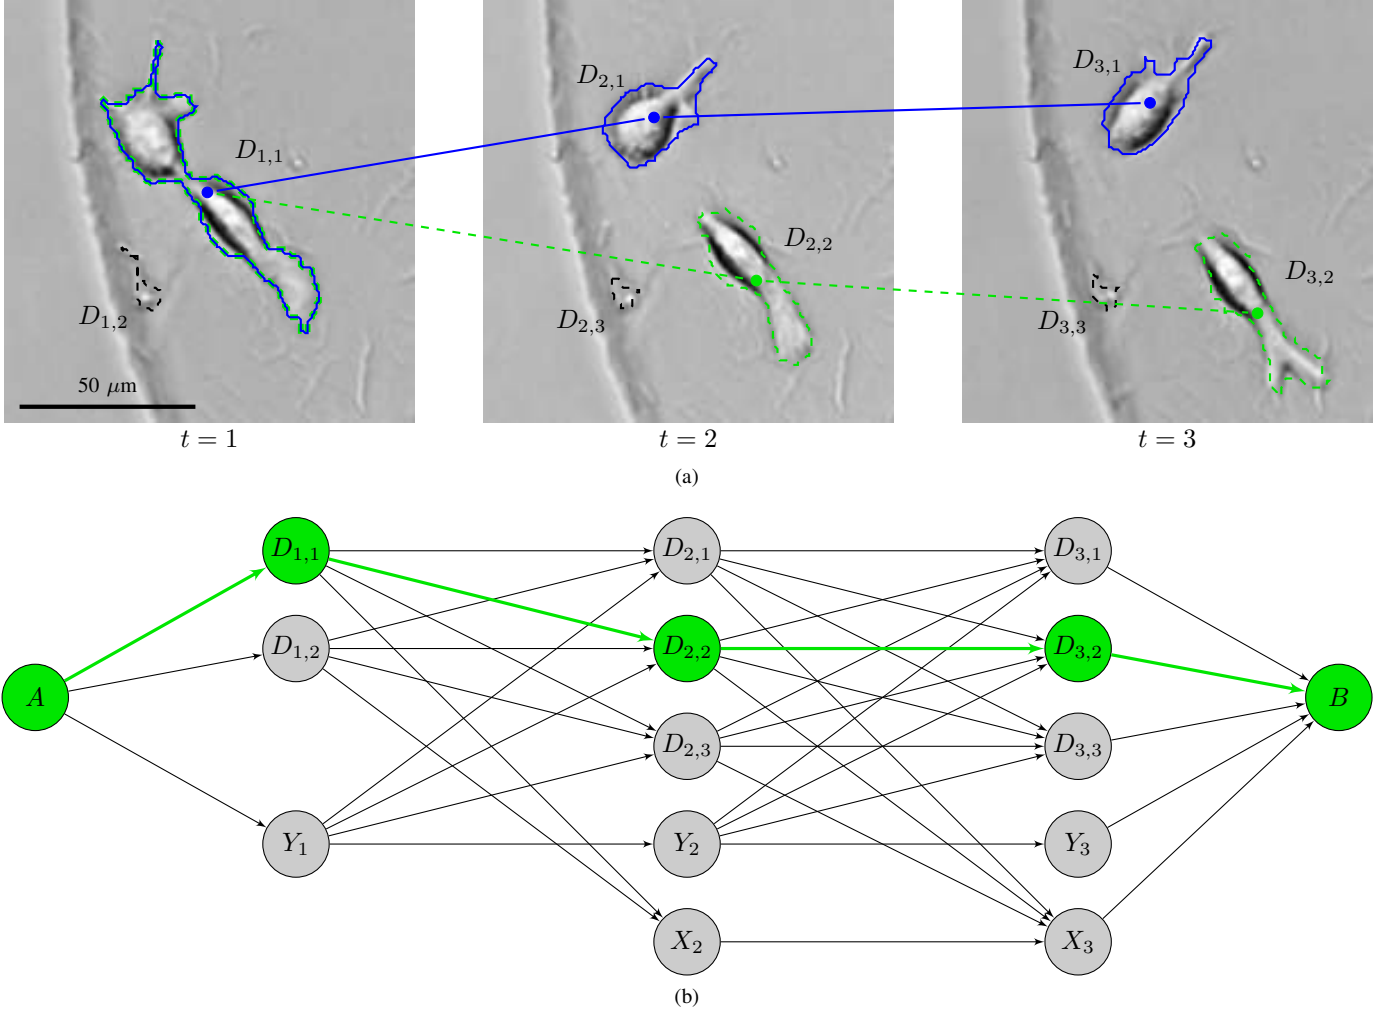 D1,1
D1,2
50 μm
D2,1
D2,2
D2,3
D3,1
D3,2
D3,3
t = 1
t = 2
t = 3
(a)
A
D1,1
D1,2
Y1
D2,1
D2,2
D2,3
Y2
X2
D3,1
D3,2
D3,3
Y3
X3
B
(b)